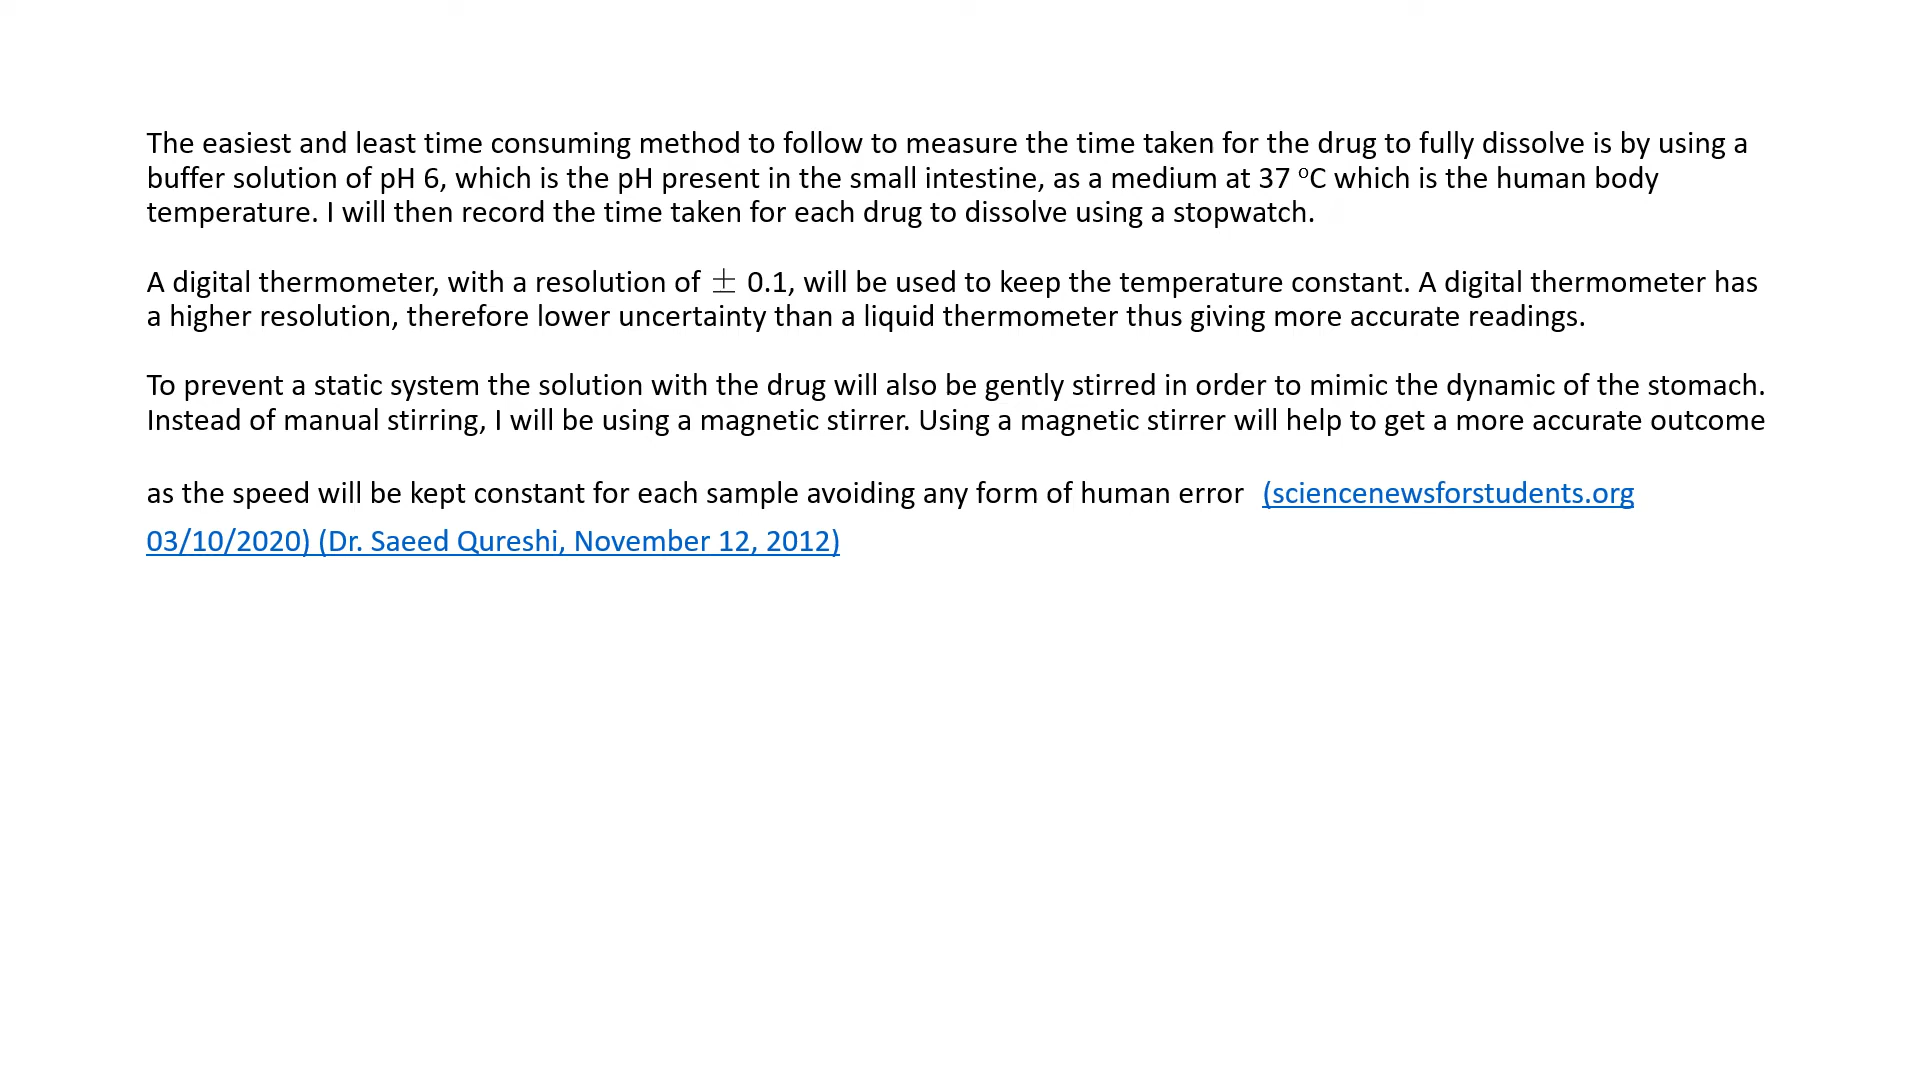 The easiest and least time consuming method to follow to measure the time taken for the drug to fully dissolve is by using a
buffer solution of pH 6, which is the pH present in the small intestine, as a medium at 37 ºC which is the human body
temperature. I will then record the time taken for each drug to dissolve using a stopwatch.
A digital thermometer, with a resolution of ± 0.1, will be used to keep the temperature constant. A digital thermometer has
a higher resolution, therefore lower uncertainty than a liquid thermometer thus giving more accurate readings.
To prevent a static system the solution with the drug will also be gently stirred in order to mimic the dynamic of the stomach.
Instead of manual stirring, I will be using a magnetic stirrer. Using a magnetic stirrer will help to get a more accurate outcome
as the speed will be kept constant for each sample avoiding any form of human error (sciencenewsforstudents.org
03/10/2020) (Dr. Saeed Qureshi, November 12, 2012)